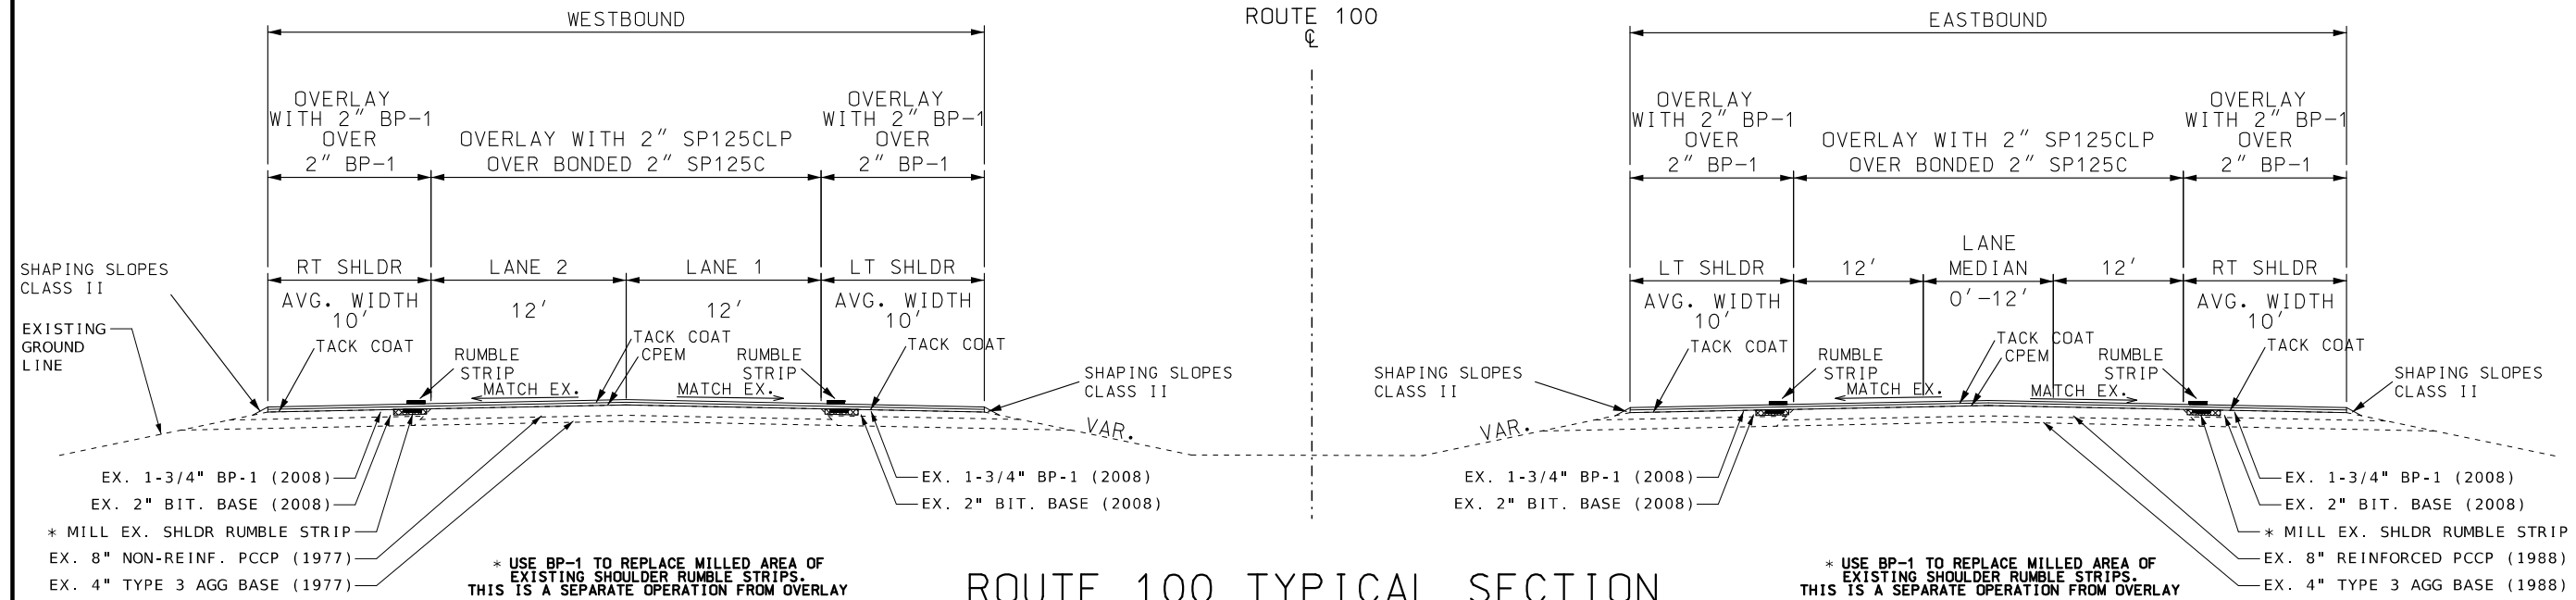 WESTBOUND
ROUTE 100
℄
EASTBOUND
OVERLAY
WITH 2" BP-1
OVER
2" BP-1
OVERLAY WITH 2" SP125CLP
OVER BONDED 2" SP125C
OVERLAY
WITH 2" BP-1
OVER
2" BP-1
OVERLAY
WITH 2" BP-1
OVER
2" BP-1
OVERLAY WITH 2" SP125CLP
OVER BONDED 2" SP125C
OVERLAY
WITH 2" BP-1
OVER
2" BP-1
SHAPING SLOPES
CLASS II
EXISTING
GROUND
LINE
RT SHLDR
AVG. WIDTH
10'
TACK COAT
LANE 2
12'
LANE 1
12'
LT SHLDR
AVG. WIDTH
10'
TACK COAT
RUMBLE
STRIP
MATCH EX.
TACK COAT
CPEM
MATCH EX.
RUMBLE
STRIP
SHAPING SLOPES
CLASS II
VAR.
SHAPING SLOPES
CLASS II
VAR.
LT SHLDR
AVG. WIDTH
10'
TACK COAT
12'
LANE
MEDIAN
0'-12'
12'
RT SHLDR
AVG. WIDTH
10'
TACK COAT
RUMBLE
STRIP
MATCH EX.
TACK COAT
CPEM
MATCH EX.
RUMBLE
STRIP
SHAPING SLOPES
CLASS II
EX. 1-3/4" BP-1 (2008)
EX. 2" BIT. BASE (2008)
* MILL EX. SHLDR RUMBLE STRIP
EX. 8" NON-REINF. PCCP (1977)
EX. 4" TYPE 3 AGG BASE (1977)
EX. 1-3/4" BP-1 (2008)
EX. 2" BIT. BASE (2008)
* USE BP-1 TO REPLACE MILLED AREA OF
EXISTING SHOULDER RUMBLE STRIPS.
THIS IS A SEPARATE OPERATION FROM OVERLAY
ROUTE 100 TYPICAL SECTION
EX. 1-3/4" BP-1 (2008)
EX. 2" BIT. BASE (2008)
* USE BP-1 TO REPLACE MILLED AREA OF
EXISTING SHOULDER RUMBLE STRIPS.
THIS IS A SEPARATE OPERATION FROM OVERLAY
EX. 1-3/4" BP-1 (2008)
EX. 2" BIT. BASE (2008)
* MILL EX. SHLDR RUMBLE STRIP
EX. 8" REINFORCED PCCP (1988)
EX. 4" TYPE 3 AGG BASE (1988)